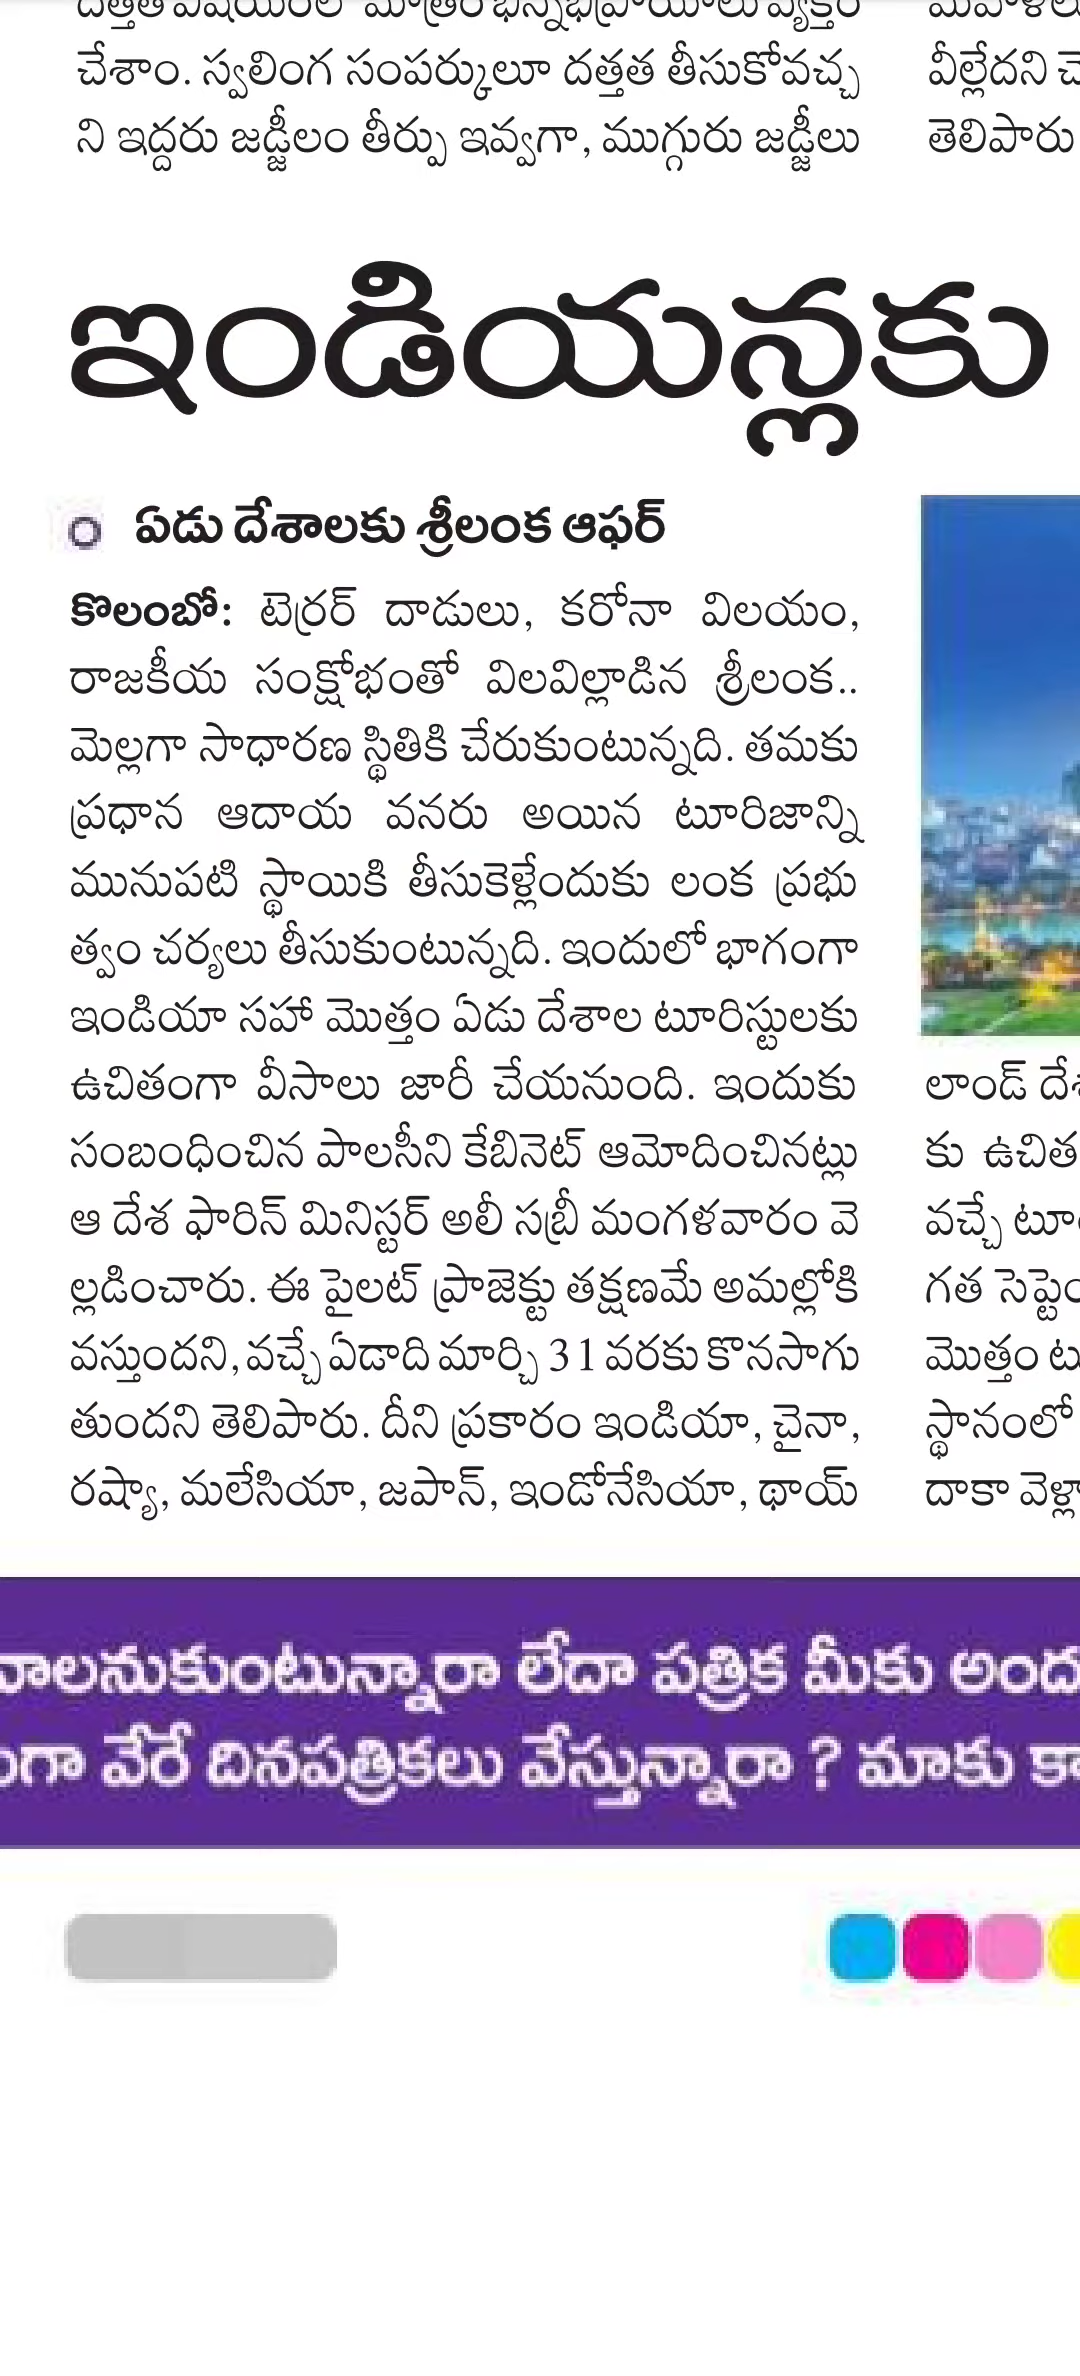 చేశాం. స్వలింగ సంపర్కులూ దత్తత తీసుకోవచ్చ
ని ఇద్దరు జడ్జీలం తీర్పు ఇవ్వగా, ముగ్గురు జడ్జీలు
వీల్లేదని
తెలిపారు
ఇండియన్లకు
ఏడు దేశాలకు శ్రీలంక ఆఫర్
కొలంబో: టెర్రర్ దాడులు, కరోనా విలయం,
రాజకీయ సంక్షోభంతో విలవిల్లాడిన శ్రీలంక..
మెల్లగా సాధారణ స్థితికి చేరుకుంటున్నది. తమకు
ప్రధాన ఆదాయ వనరు అయిన టూరిజాన్ని
మునుపటి స్థాయికి తీసుకెళ్లేందుకు లంక ప్రభు
త్వం చర్యలు తీసుకుంటున్నది. ఇందులో భాగంగా
ఇండియా సహా మొత్తం ఏడు దేశాల టూరిస్టులకు
ఉచితంగా వీసాలు జారీ చేయనుంది. ఇందుకు
సంబంధించిన పాలసీని కేబినెట్ ఆమోదించినట్లు
ఆ దేశ ఫారిన్ మినిస్టర్ అలీ సబ్రీ మంగళవారం వె
ల్లడించారు. ఈ పైలట్ ప్రాజెక్టు తక్షణమే అమల్లోకి
వస్తుందని, వచ్చే ఏడాది మార్చి 31 వరకు కొనసాగు
తుందని తెలిపారు. దీని ప్రకారం ఇండియా, చైనా,
రష్యా, మలేసియా, జపాన్, ఇండోనేసియా, థాయ్
లాండ్
కు ఉచిత
వచ్చే
గత
మొత్తం
స్థానంలో
దాకా
లేదా పత్రిక మీకు
వేరే దినపత్రికలు వేస్తున్నారా ? మాకు